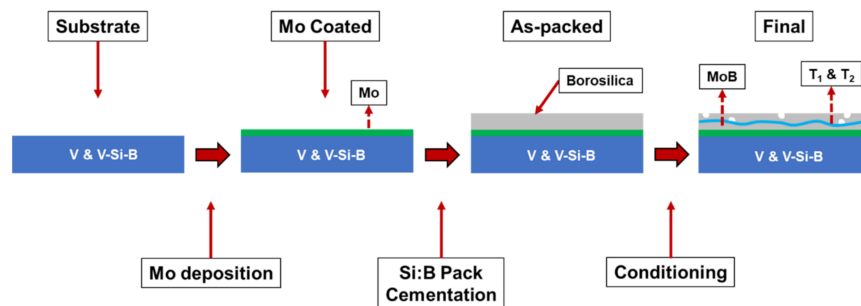 Substrate
Mo Coated
As-packed
Final
Mo
Borosilica
MoB
T₁ & T₂
V & V-Si-B
V & V-Si-B
V & V-Si-B
V & V-Si-B
Mo deposition
Si:B Pack
Cementation
Conditioning